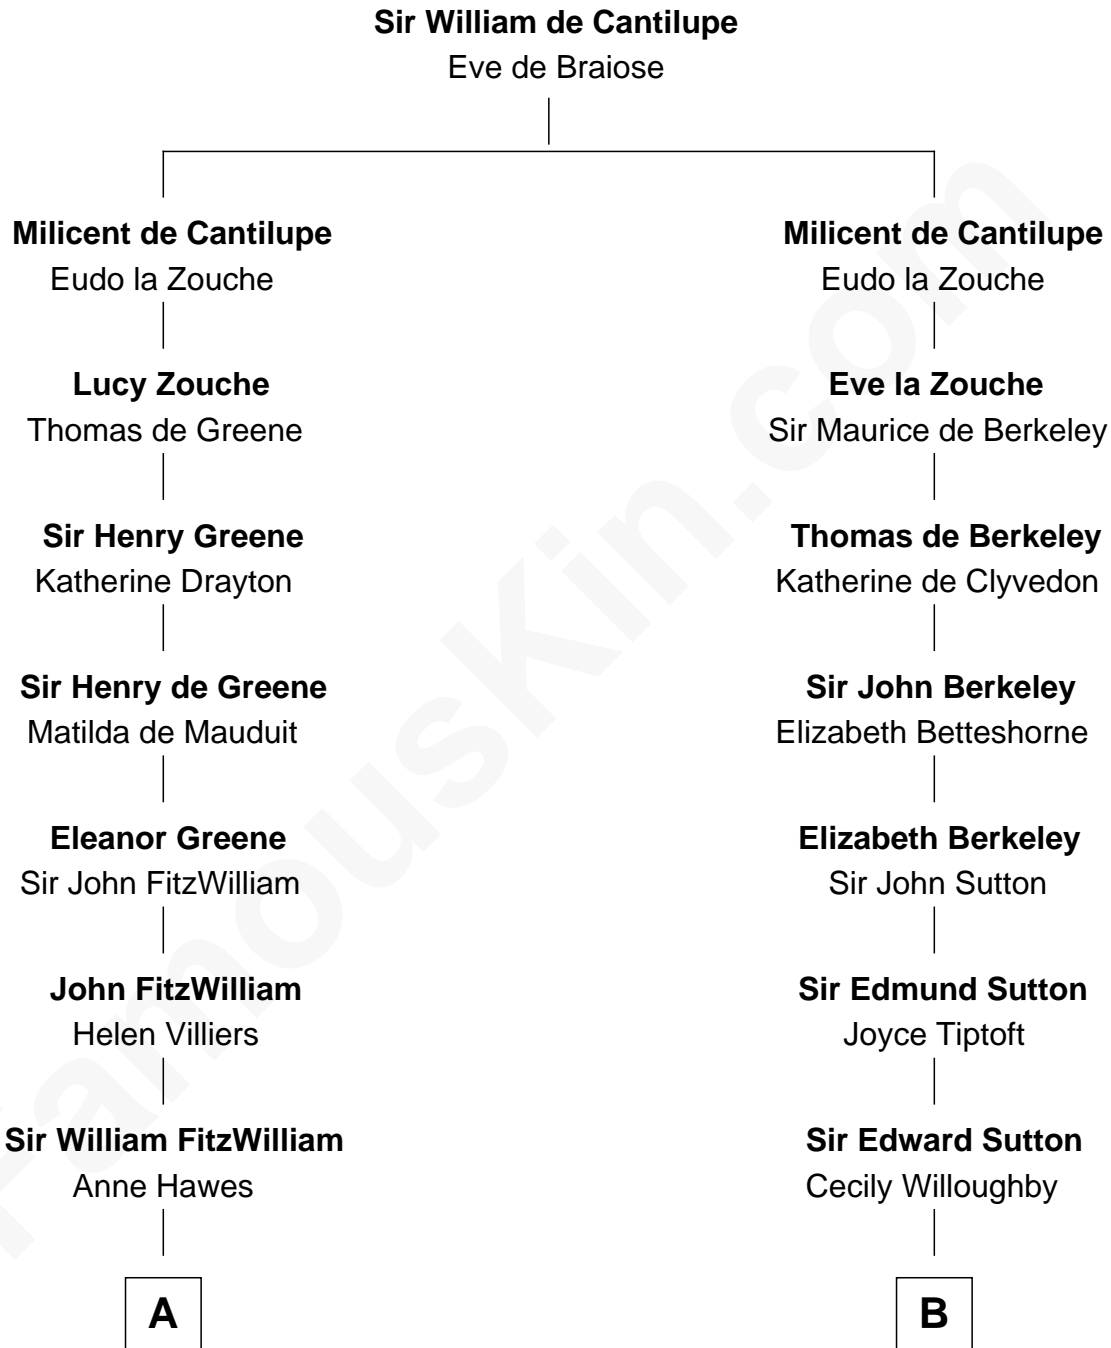 Sir William de Cantilupe
Eve de Braiose
Milicent de Cantilupe
Eudo la Zouche
Lucy Zouche
Thomas de Greene
Sir Henry Greene
Katherine Drayton
Sir Henry de Greene
Matilda de Mauduit
Eleanor Greene
Sir John FitzWilliam
John FitzWilliam
Helen Villiers
Sir William FitzWilliam
Anne Hawes
A
Milicent de Cantilupe
Eudo la Zouche
Eve la Zouche
Sir Maurice de Berkeley
Thomas de Berkeley
Katherine de Clyvedon
Sir John Berkeley
Elizabeth Betteshorne
Elizabeth Berkeley
Sir John Sutton
Sir Edmund Sutton
Joyce Tiptoft
Sir Edward Sutton
Cecily Willoughby
B
FamousKin.com